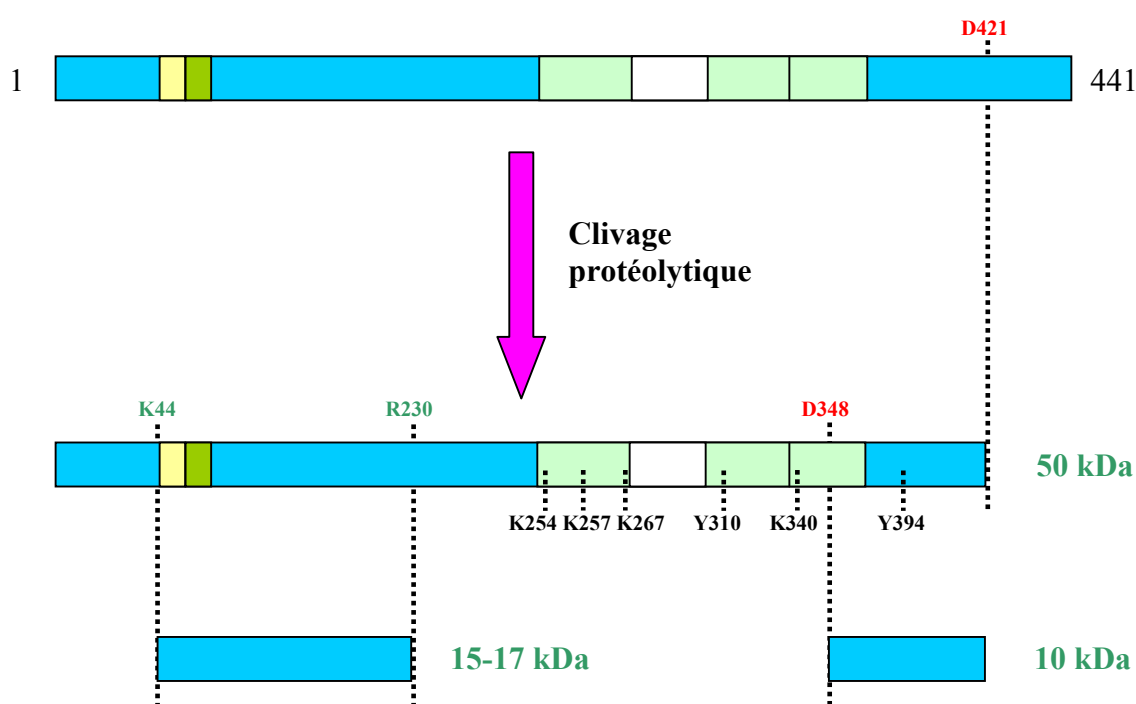 D421
1
441
Clivage
protéolytique
K44
R230
D348
50 kDa
K254
K257
K267
Y310
K340
Y394
15-17 kDa
10 kDa